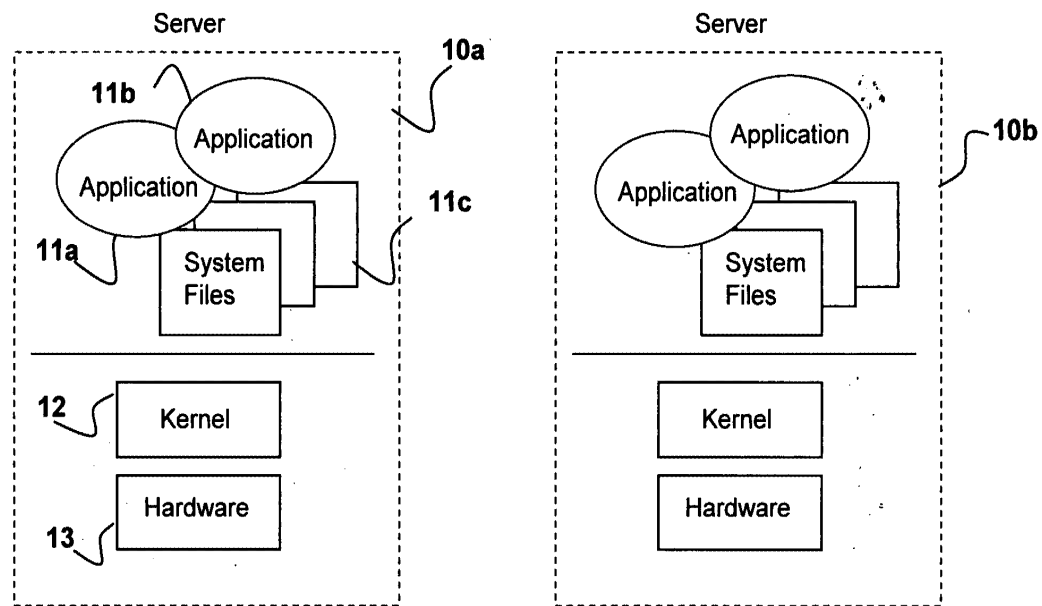 Server
10a
11b
Application
Application
11c
11a
System
Files
12
Kernel
Hardware
13
Server
Application
10b
Application
System
Files
Kernel
Hardware